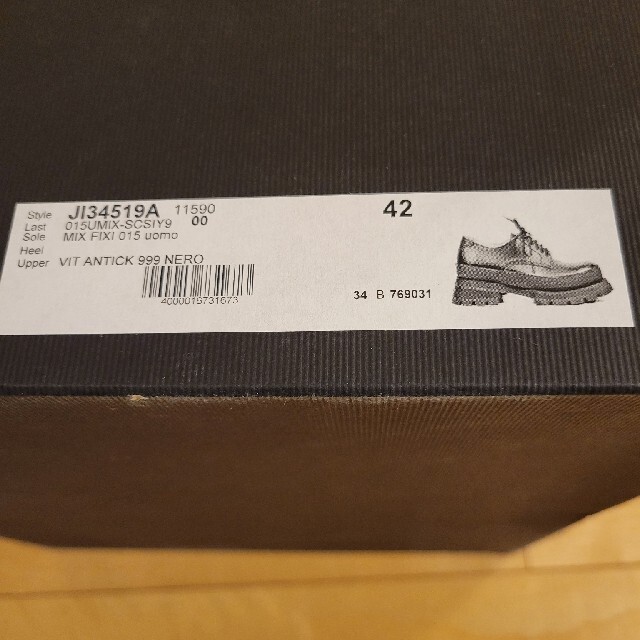 Style JI34519A 11590 42
Last 015UMIX-SCSIY9 00
Sole MIX FIXI 015 uomo
Heel
Upper VIT ANTICK 999 NERO
4000019731673
34 B 769031